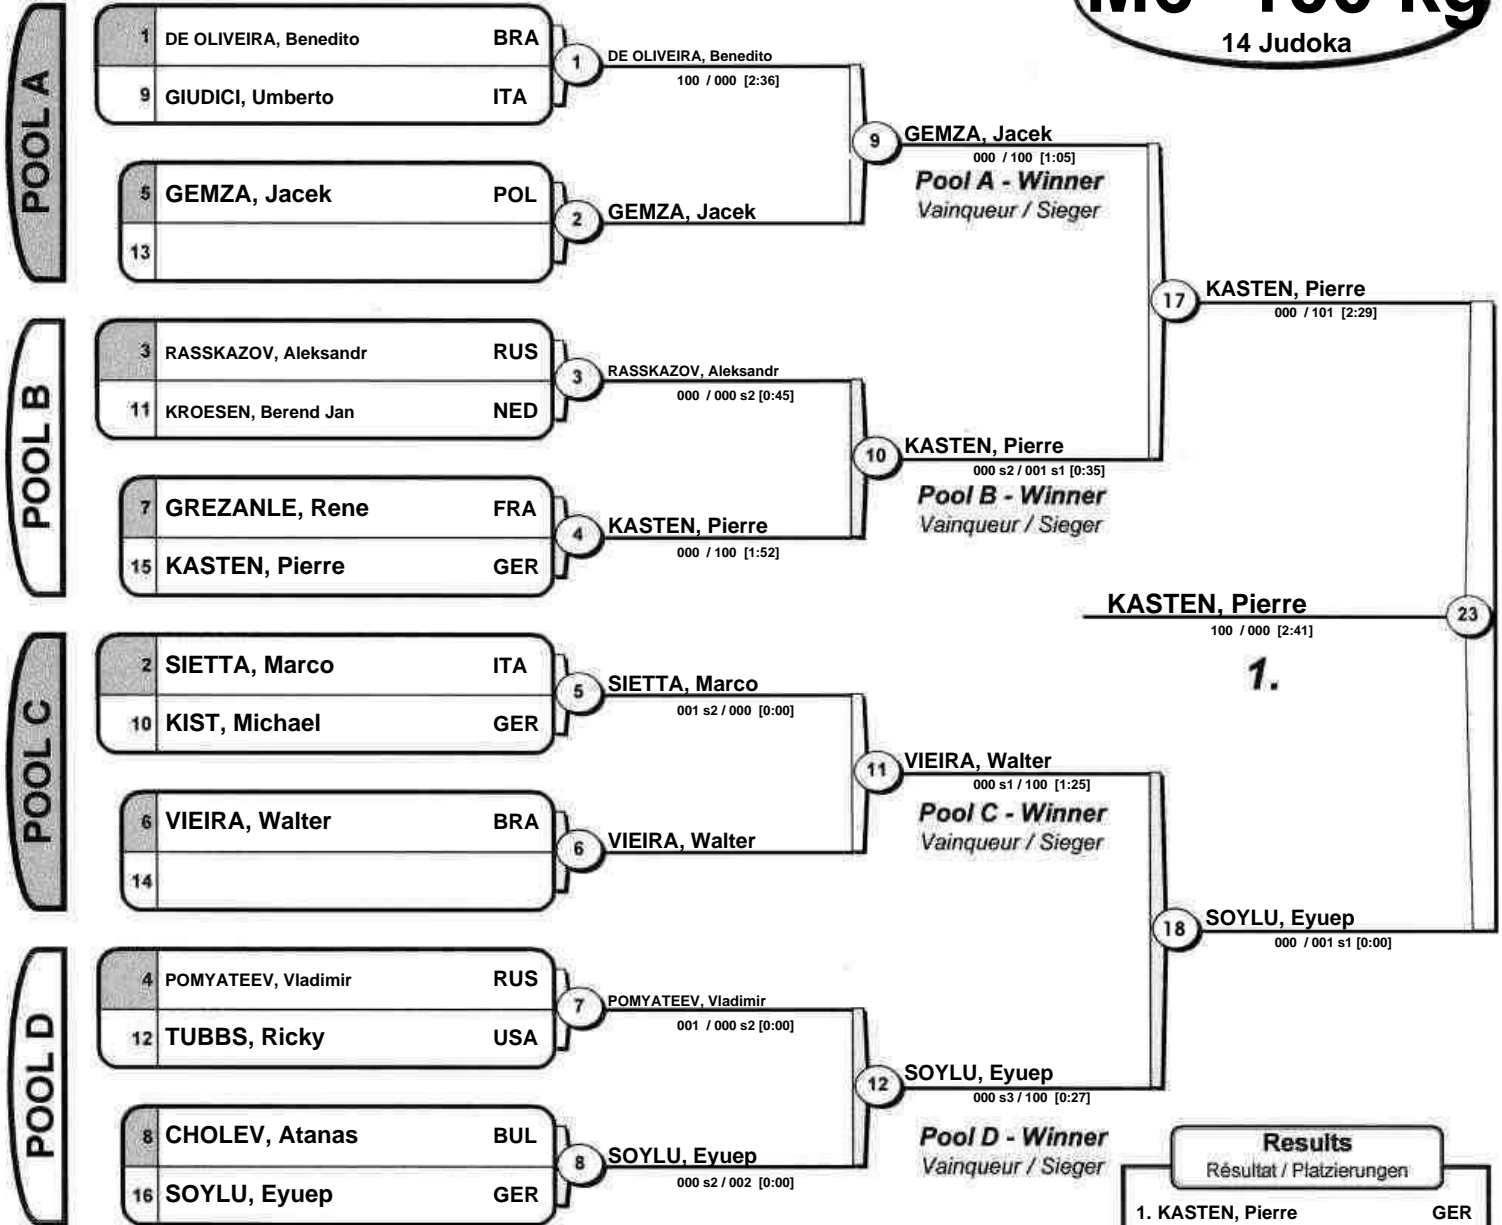 M6 -100 kg
14 Judoka
POOL A
1 DE OLIVEIRA, Benedito BRA
9 GIUDICI, Umberto ITA
1
DE OLIVEIRA, Benedito
100 / 000 [2:36]
5 GEMZA, Jacek POL
13
2
GEMZA, Jacek
9
GEMZA, Jacek
000 / 100 [1:05]
Pool A - Winner
Vainqueur / Sieger
POOL B
3 RASSKAZOV, Aleksandr RUS
11 KROESEN, Berend Jan NED
3
RASSKAZOV, Aleksandr
000 / 000 s2 [0:45]
7 GREZANLE, Rene FRA
15 KASTEN, Pierre GER
4
KASTEN, Pierre
000 / 100 [1:52]
10
KASTEN, Pierre
000 s2 / 001 s1 [0:35]
Pool B - Winner
Vainqueur / Sieger
17
KASTEN, Pierre
000 / 101 [2:29]
KASTEN, Pierre
100 / 000 [2:41]
1.
23
POOL C
2 SIETTA, Marco ITA
10 KIST, Michael GER
5
SIETTA, Marco
001 s2 / 000 [0:00]
6 VIEIRA, Walter BRA
14
6
VIEIRA, Walter
11
VIEIRA, Walter
000 s1 / 100 [1:25]
Pool C - Winner
Vainqueur / Sieger
POOL D
4 POMYATEEV, Vladimir RUS
12 TUBBS, Ricky USA
7
POMYATEEV, Vladimir
001 / 000 s2 [0:00]
8 CHOLEV, Atanas BUL
16 SOYLU, Eyuep GER
8
SOYLU, Eyuep
000 s2 / 002 [0:00]
12
SOYLU, Eyuep
000 s3 / 100 [0:27]
Pool D - Winner
Vainqueur / Sieger
18
SOYLU, Eyuep
000 / 001 s1 [0:00]
Results
Résultat / Platzierungen
1. KASTEN, Pierre GER